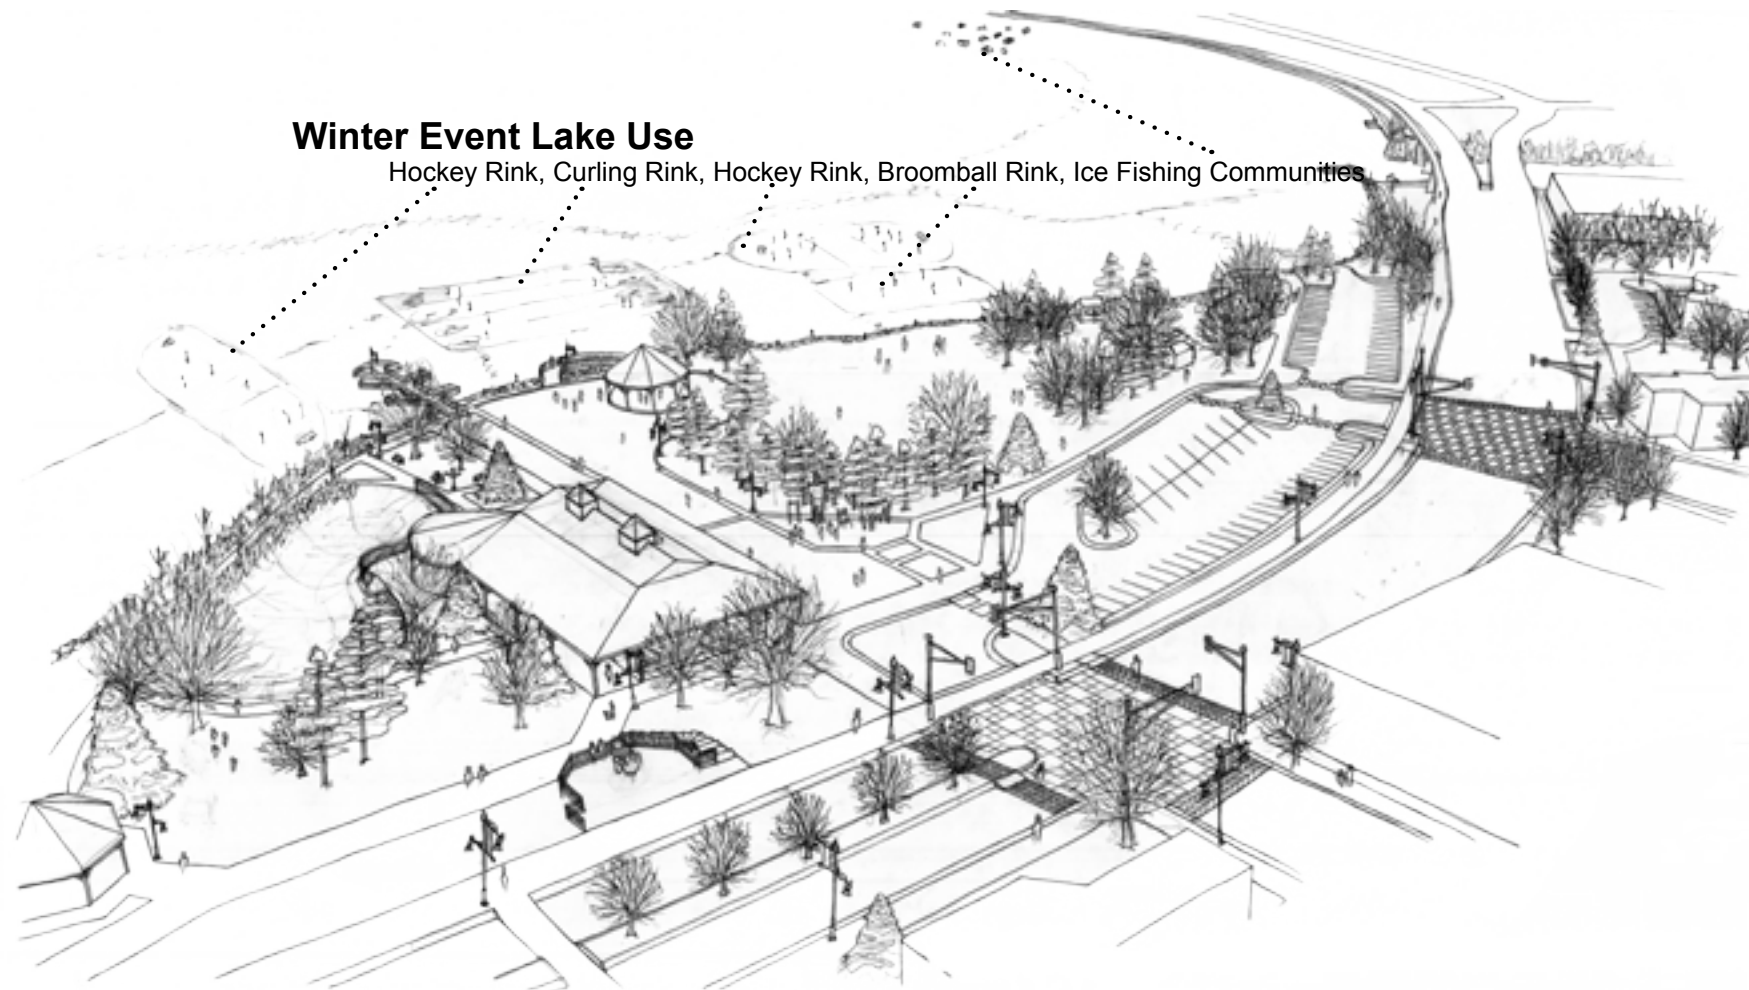 Winter Event Lake Use
Hockey Rink, Curling Rink, Hockey Rink, Broomball Rink, Ice Fishing Communities